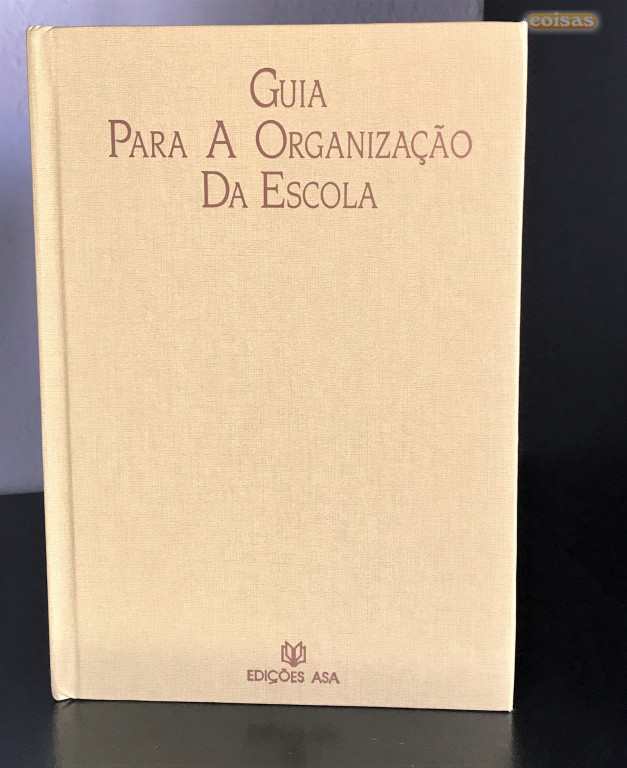 coisas
GUIA
PARA A ORGANIZAÇÃO
DA ESCOLA
EDIÇÕES ASA